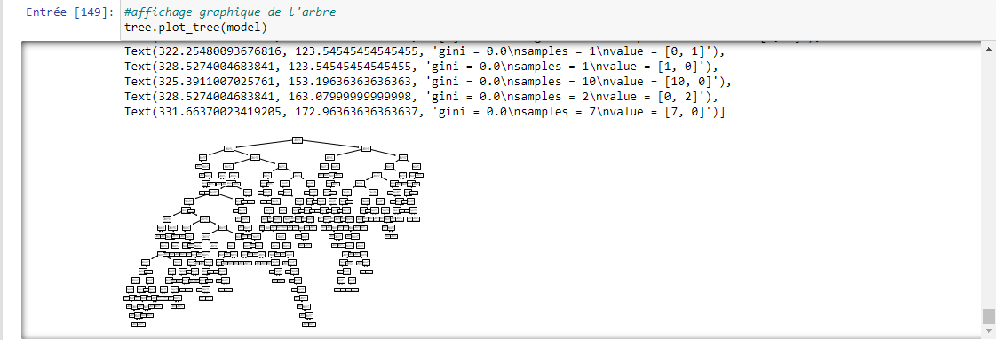 Entrée [149]: #affichage graphique de l'arbre
tree.plot_tree(model)
Text(322.25480093676816, 123.54545454545455, 'gini = 0.0\nsamples = 1\nvalue = [0, 1]'),
Text(328.5274004683841, 123.54545454545455, 'gini = 0.0\nsamples = 1\nvalue = [1, 0]'),
Text(325.3911007025761, 153.19636363636363, 'gini = 0.0\nsamples = 10\nvalue = [10, 0]'),
Text(328.5274004683841, 163.07999999999998, 'gini = 0.0\nsamples = 2\nvalue = [0, 2]'),
Text(331.66370023419205, 172.96363636363637, 'gini = 0.0\nsamples = 7\nvalue = [7, 0]')]